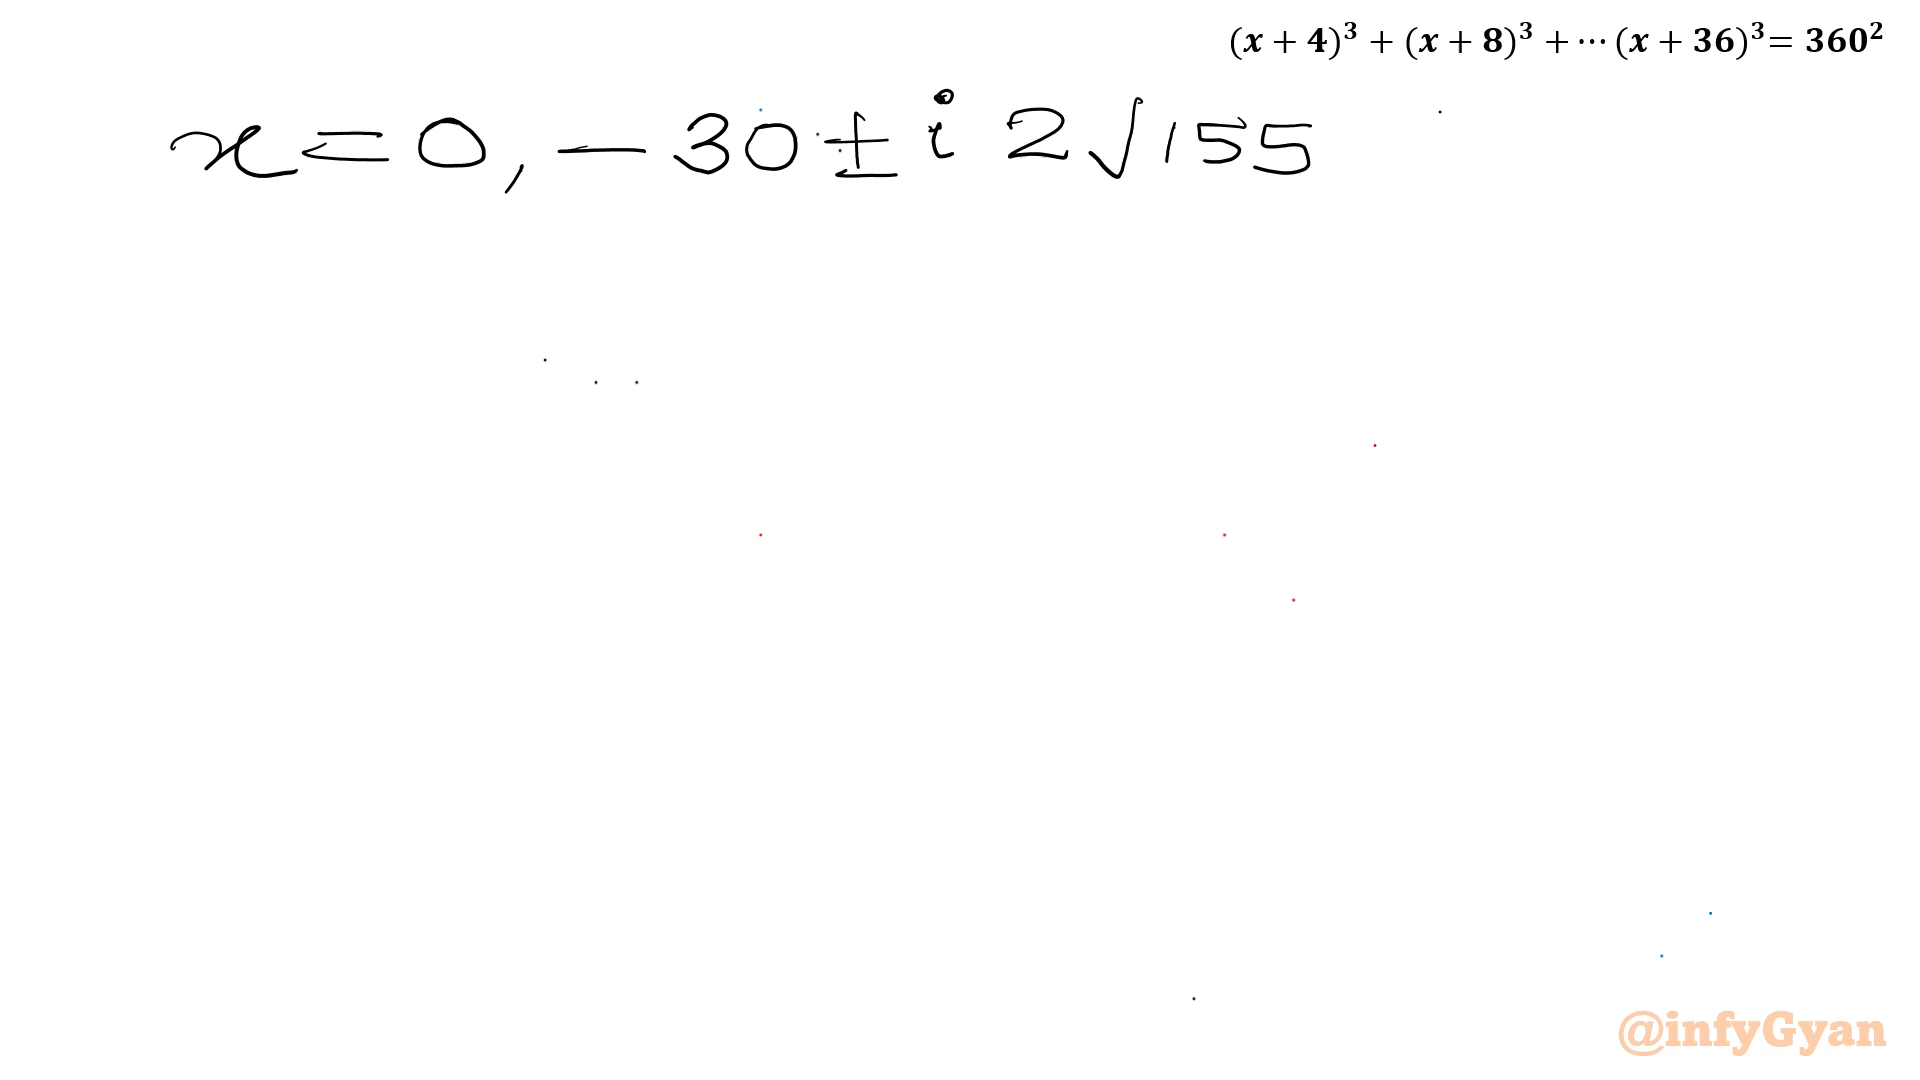 (x + 4)³ + (x + 8)³ + ⋯ (x + 36)³= 360²
x = 0, − 30 ± i 2√155
@infyGyan